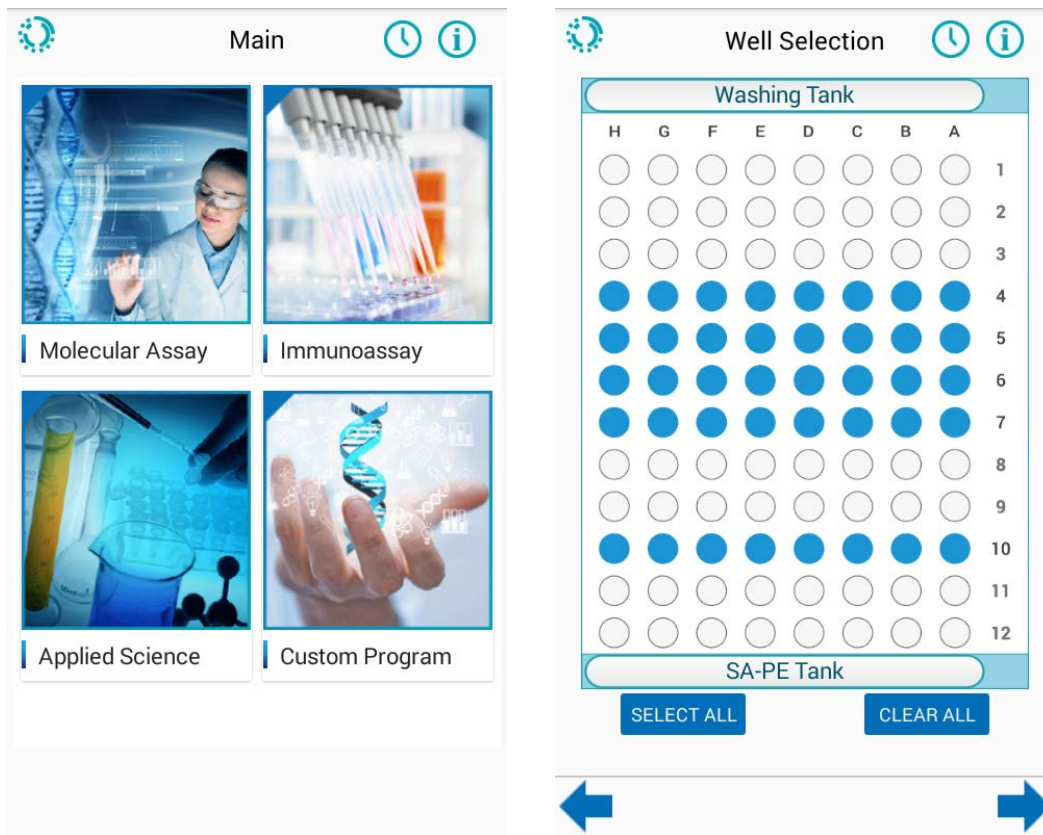 Main
Molecular Assay
Immunoassay
Applied Science
Custom Program
Well Selection
Washing Tank
H G F E D C B A
1
2
3
4
5
6
7
8
9
10
11
12
SA-PE Tank
SELECT ALL CLEAR ALL